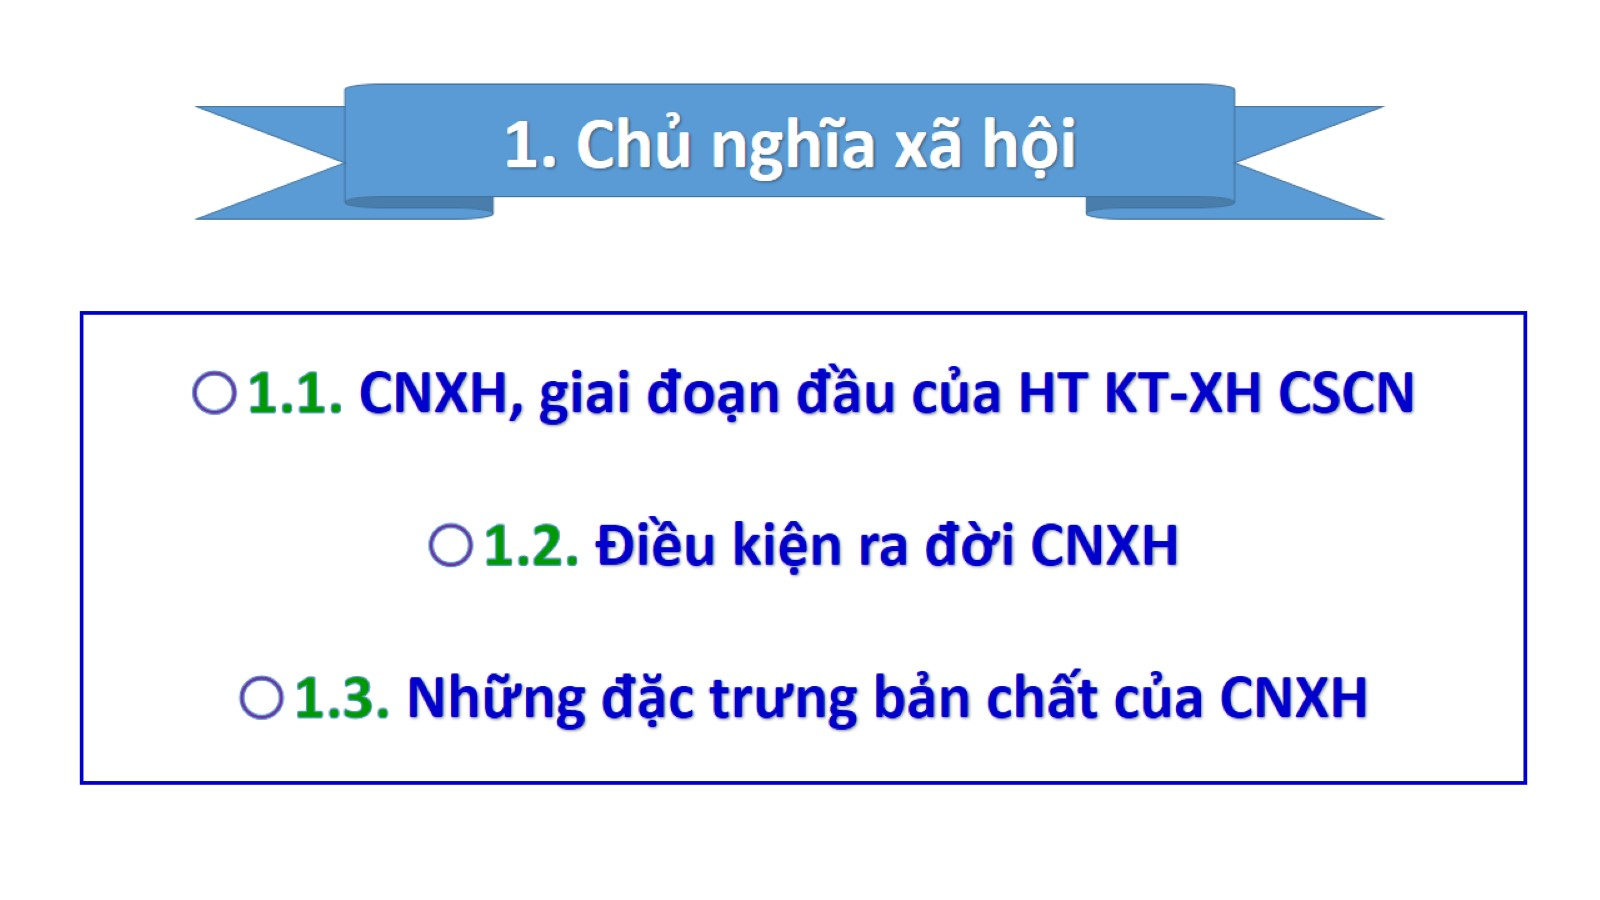 1. Chủ nghĩa xã hội
1.1. CNXH, giai đoạn đầu của HT KT-XH CSCN
1.2. Điều kiện ra đời CNXH
1.3. Những đặc trưng bản chất của CNXH